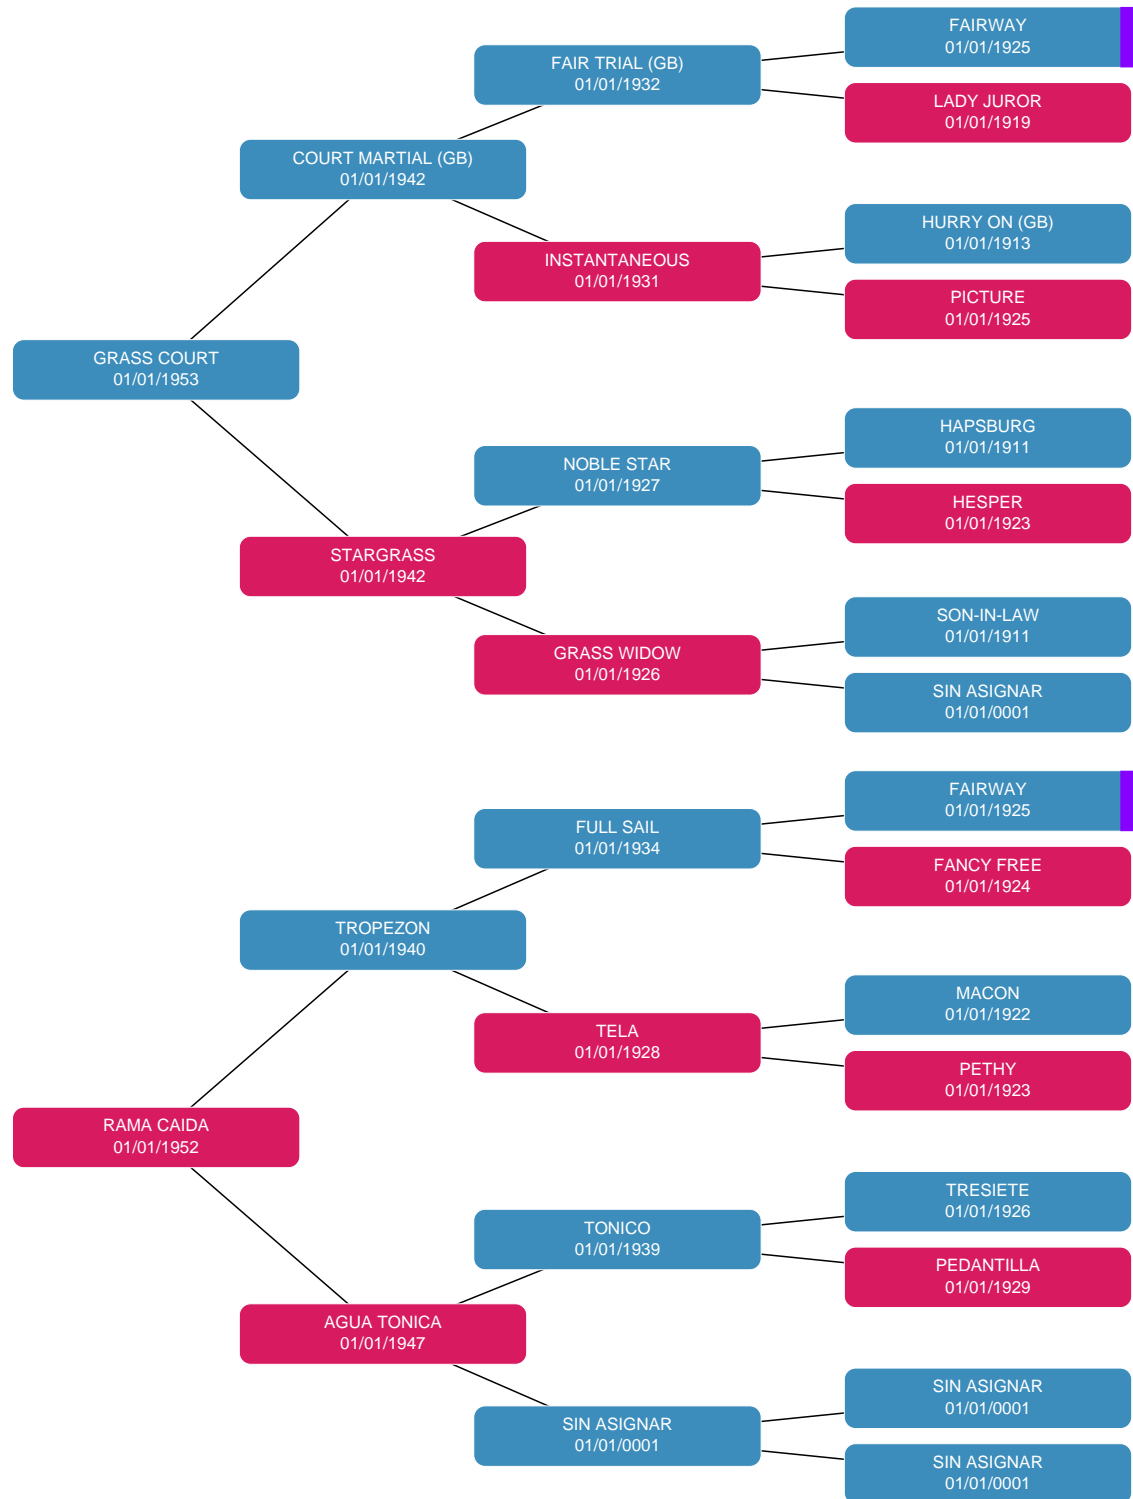 FAIRWAY
01/01/1925
FAIR TRIAL (GB)
01/01/1932
LADY JUROR
01/01/1919
COURT MARTIAL (GB)
01/01/1942
HURRY ON (GB)
01/01/1913
INSTANTANEOUS
01/01/1931
PICTURE
01/01/1925
GRASS COURT
01/01/1953
HAPSBURG
01/01/1911
NOBLE STAR
01/01/1927
HESPER
01/01/1923
STARGRASS
01/01/1942
SON-IN-LAW
01/01/1911
GRASS WIDOW
01/01/1926
SIN ASIGNAR
01/01/0001
FAIRWAY
01/01/1925
FULL SAIL
01/01/1934
FANCY FREE
01/01/1924
TROPEZON
01/01/1940
MACON
01/01/1922
TELA
01/01/1928
PETHY
01/01/1923
RAMA CAIDA
01/01/1952
TRESIETE
01/01/1926
TONICO
01/01/1939
PEDANTILLA
01/01/1929
AGUA TONICA
01/01/1947
SIN ASIGNAR
01/01/0001
SIN ASIGNAR
01/01/0001
SIN ASIGNAR
01/01/0001